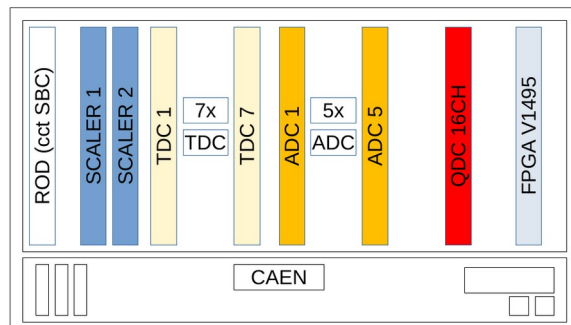 ROD (cct SBC)
SCALER 1
SCALER 2
TDC 1
7x
TDC
TDC 7
ADC 1
5x
ADC
ADC 5
QDC 16CH
FPGA V1495
CAEN